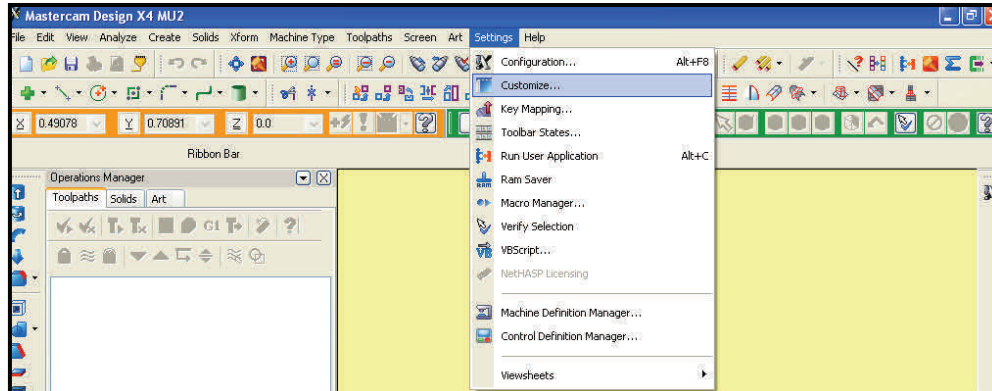 Mastercam Design X4 MU2
File Edit View Analyze Create Solids Xform Machine Type Toolpaths Screen Art Settings Help
Configuration... Alt+F8
Customize...
X 0.49078 Y 0.70891 Z 0.0
Key Mapping...
Toolbar States...
Ribbon Bar
Run User Application Alt+C
Operations Manager
Ram Saver
Toolpaths Solids Art
Macro Manager...
G1
Verify Selection
VBScript...
NetHASP Licensing
Machine Definition Manager...
Control Definition Manager...
Viewsheets